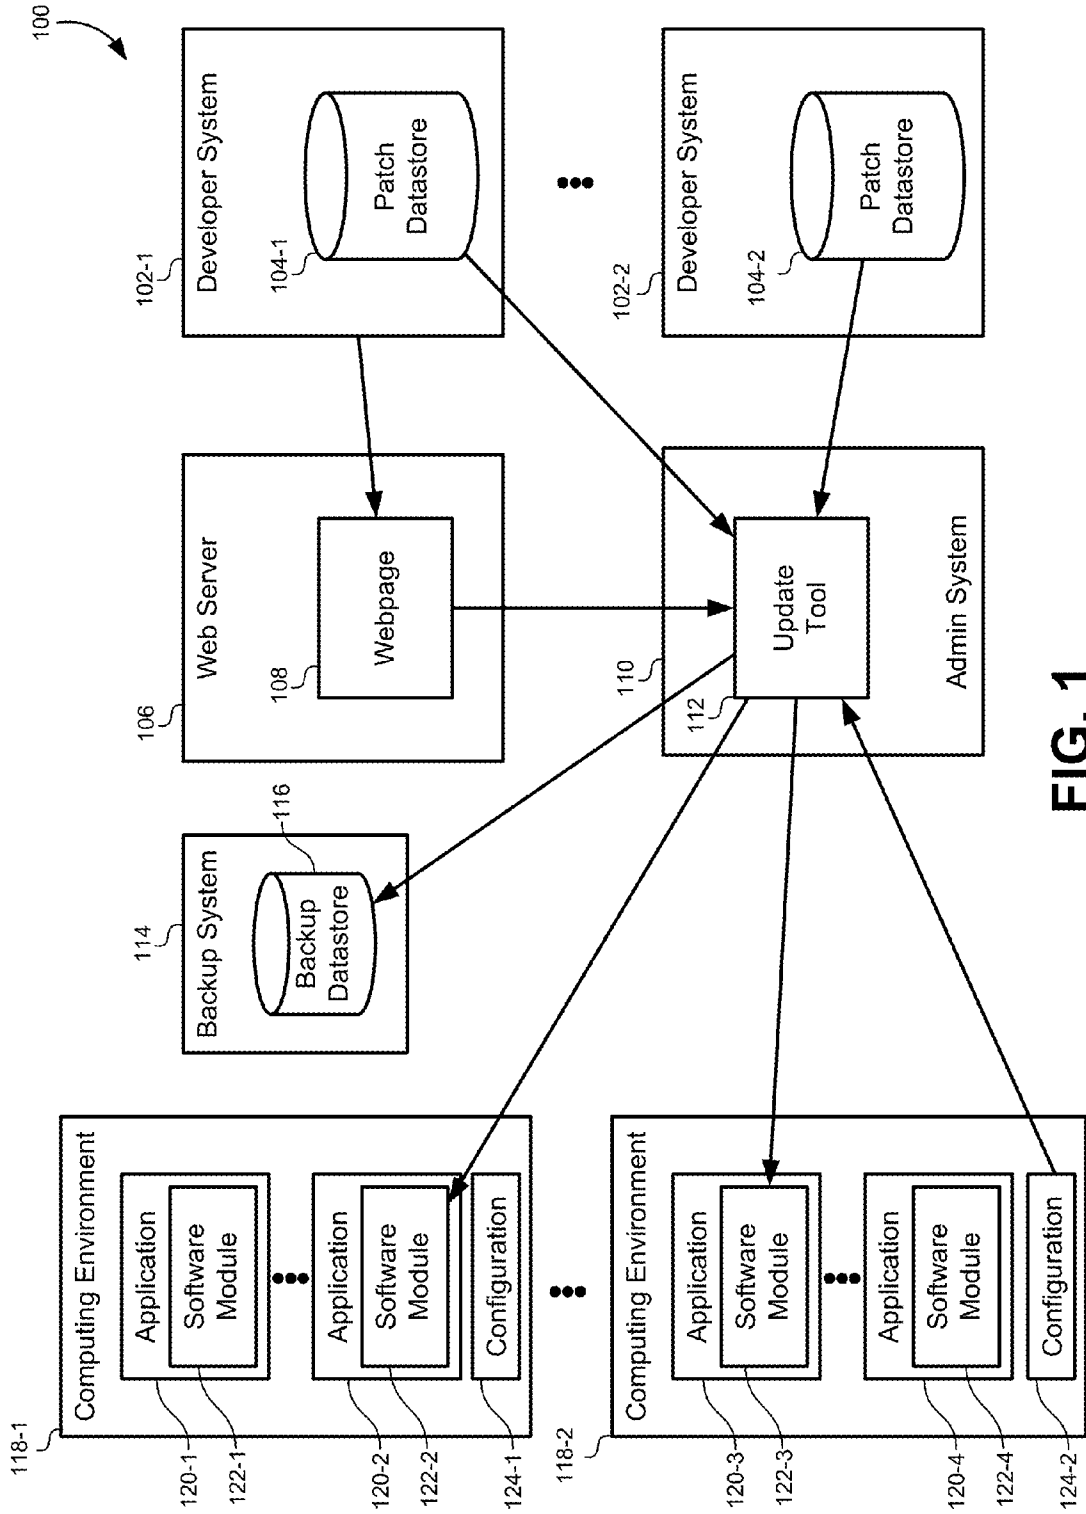 100
118-1
Computing Environment
120-1
Application
122-1
Software
Module
120-2
Application
122-2
Software
Module
124-1
Configuration
118-2
Computing Environment
120-3
Application
122-3
Software
Module
120-4
Application
122-4
Software
Module
124-2
Configuration
114
Backup System
116
Backup
Datastore
106
Web Server
108
Webpage
110
112
Update
Tool
Admin System
102-1
Developer System
104-1
Patch
Datastore
102-2
Developer System
104-2
Patch
Datastore
FIG. 1